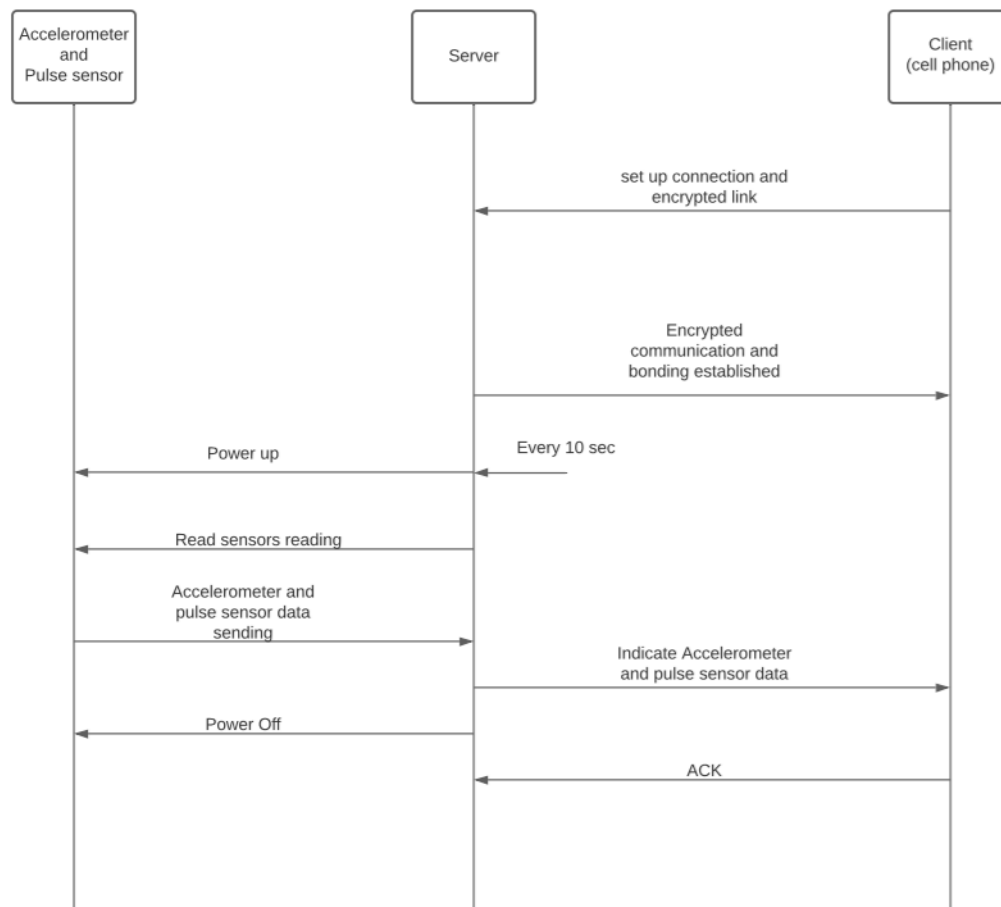 Accelerometer
and
Pulse sensor
Server
Client
(cell phone)
set up connection and
encrypted link
Encrypted
communication and
bonding established
Every 10 sec
Power up
Read sensors reading
Accelerometer and
pulse sensor data
sending
Indicate Accelerometer
and pulse sensor data
Power Off
ACK